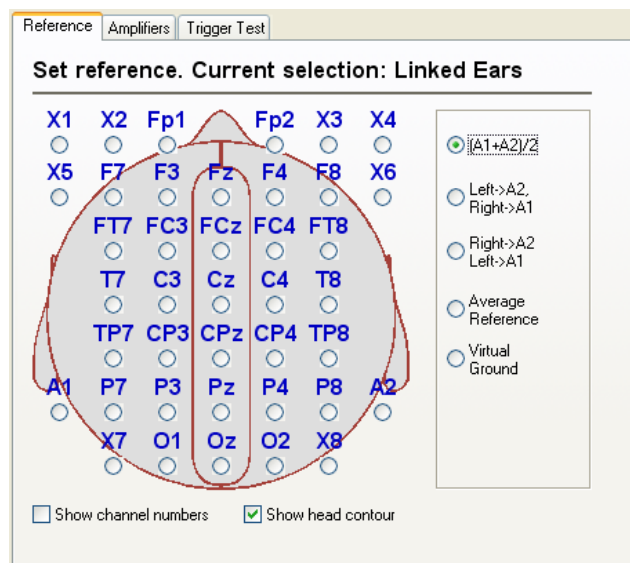 Reference Amplifiers Trigger Test
Set reference. Current selection: Linked Ears
X1 X2 Fp1 Fp2 X3 X4
X5 F7 F3 Fz F4 F8 X6
FT7 FC3 FCz FC4 FT8
T7 C3 Cz C4 T8
TP7 CP3 CPz CP4 TP8
A1 P7 P3 Pz P4 P8 A2
X7 O1 Oz O2 X8
(A1+A2)/2
Left->A2,
Right->A1
Right->A2
Left->A1
Average
Reference
Virtual
Ground
Show channel numbers Show head contour